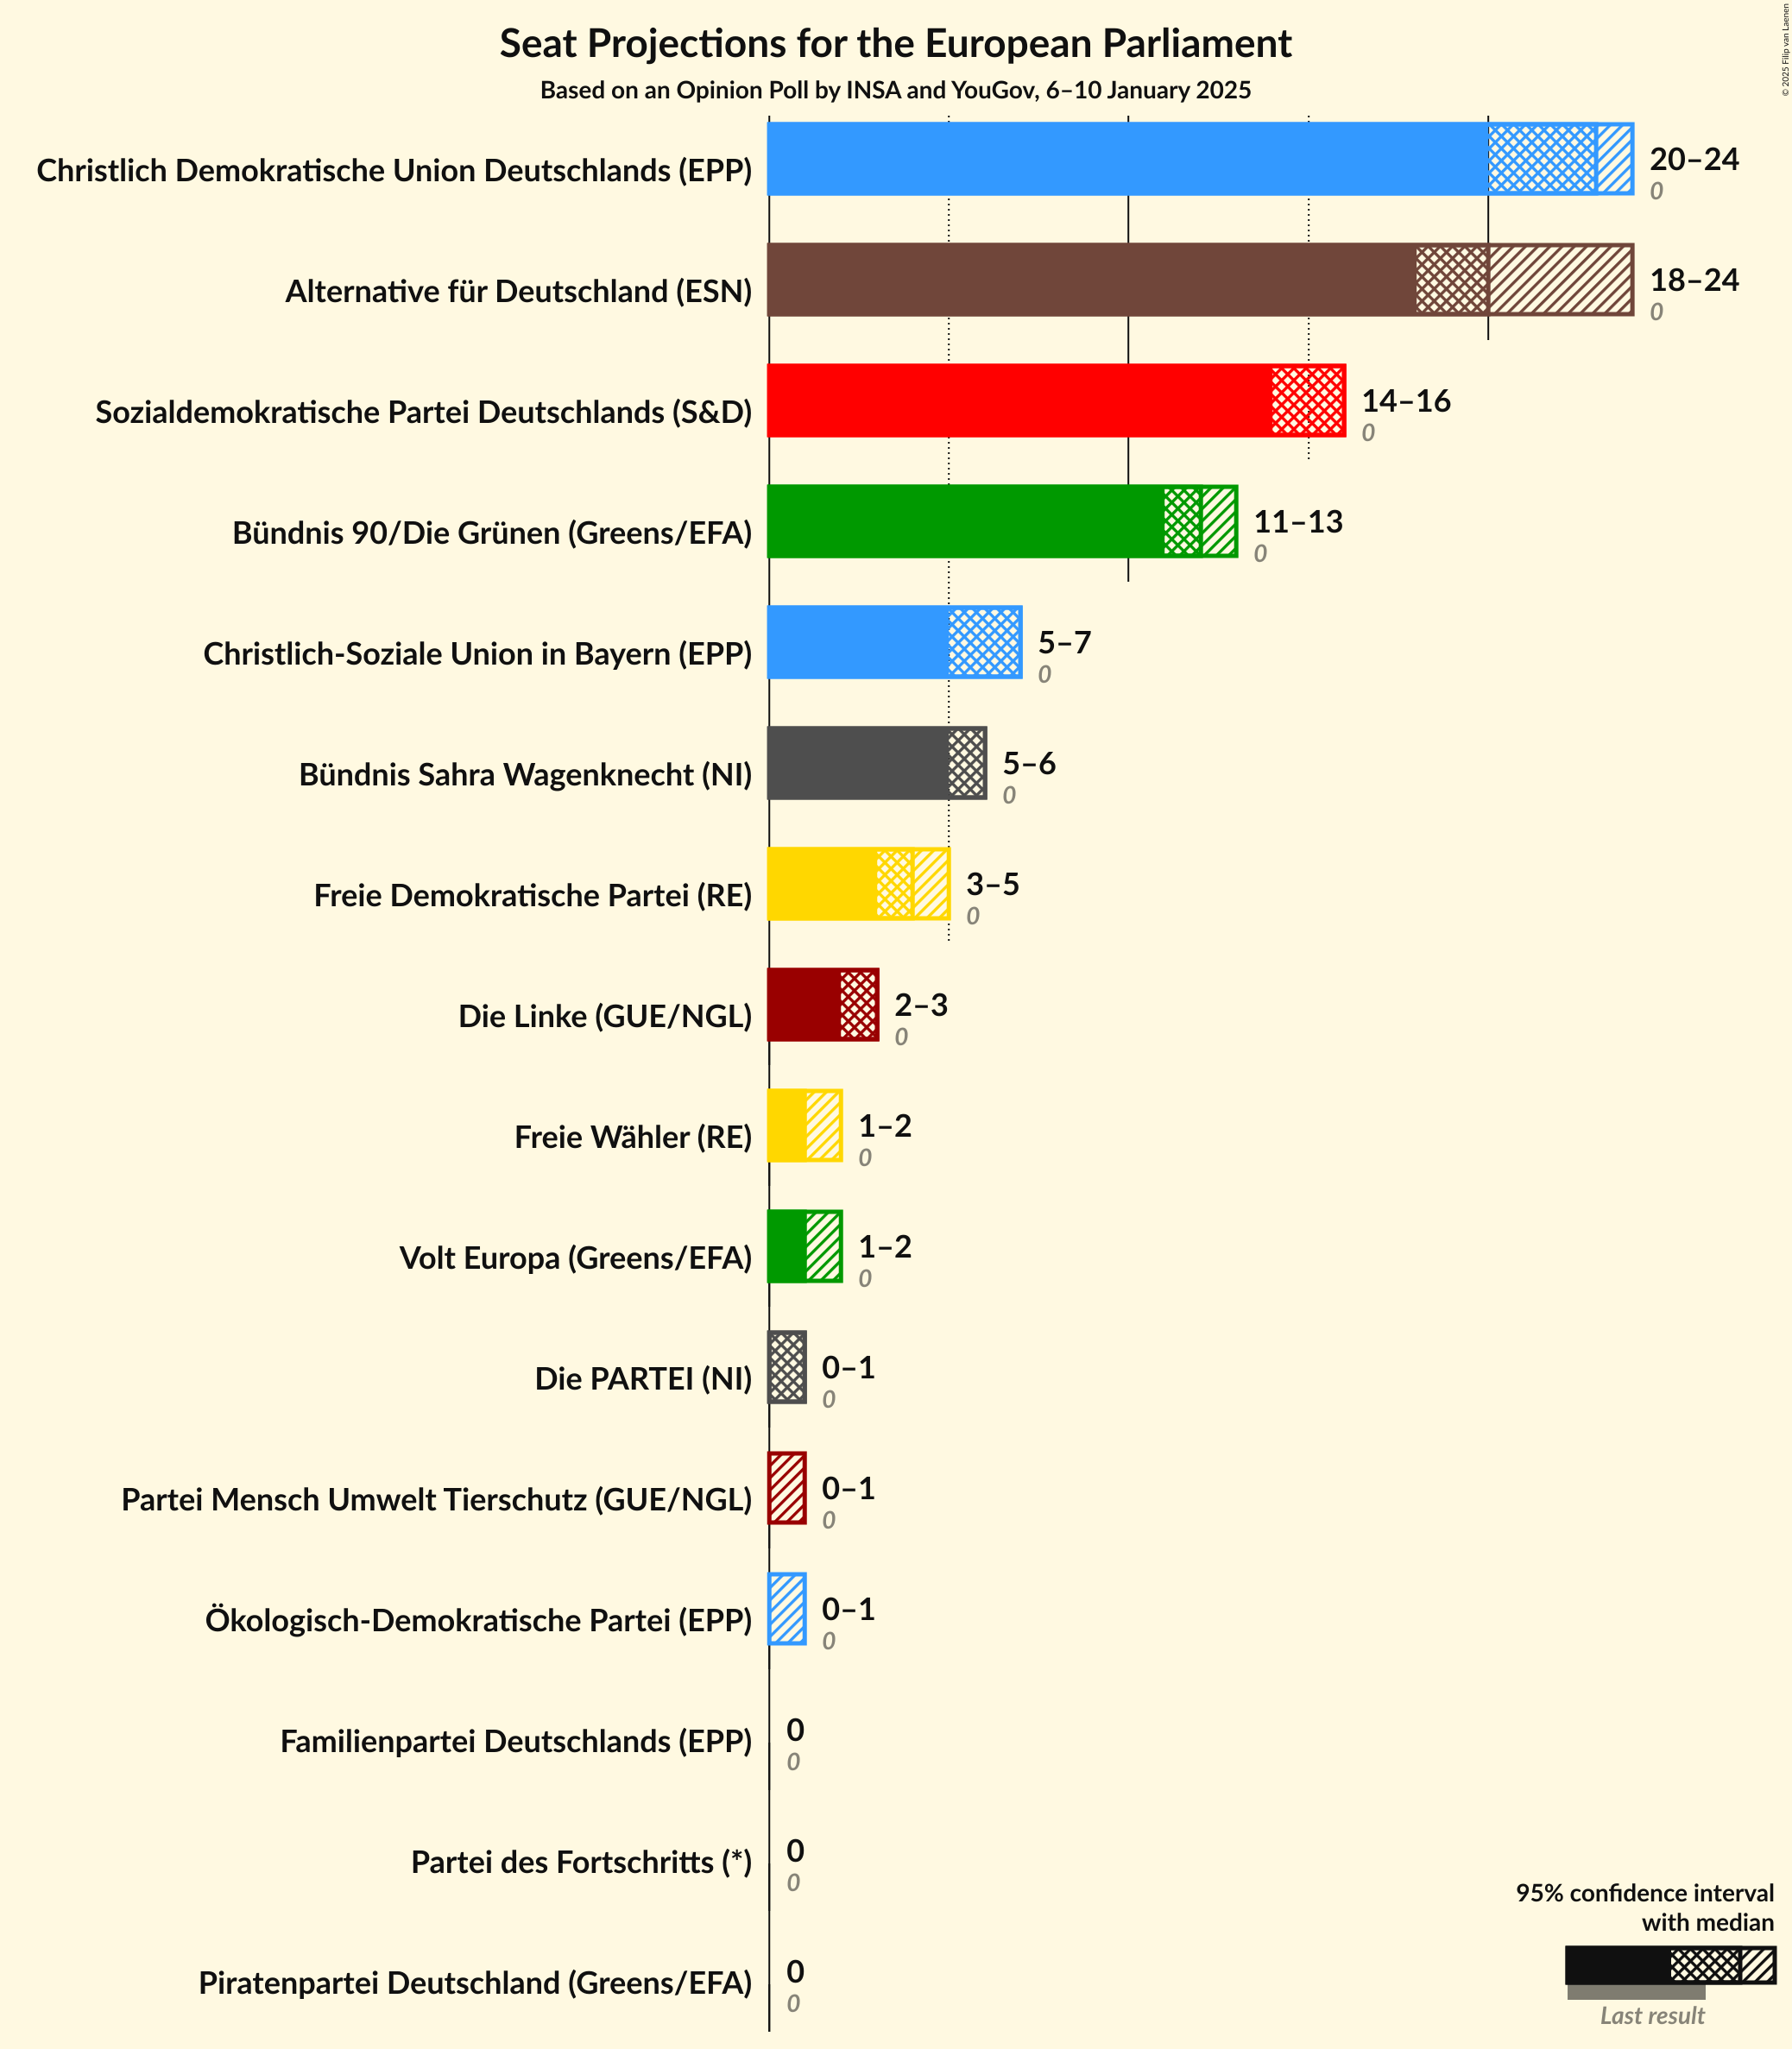 Seat Projections for the European Parliament
Based on an Opinion Poll by INSA and YouGov, 6–10 January 2025
© 2025 Filip van Laenen
Christlich Demokratische Union Deutschlands (EPP)
20–24
0
Alternative für Deutschland (ESN)
18–24
0
Sozialdemokratische Partei Deutschlands (S&D)
14–16
0
Bündnis 90/Die Grünen (Greens/EFA)
11–13
0
Christlich-Soziale Union in Bayern (EPP)
5–7
0
Bündnis Sahra Wagenknecht (NI)
5–6
0
Freie Demokratische Partei (RE)
3–5
0
Die Linke (GUE/NGL)
2–3
0
Freie Wähler (RE)
1–2
0
Volt Europa (Greens/EFA)
1–2
0
Die PARTEI (NI)
0–1
0
Partei Mensch Umwelt Tierschutz (GUE/NGL)
0–1
0
Ökologisch-Demokratische Partei (EPP)
0–1
0
Familienpartei Deutschlands (EPP)
0
0
Partei des Fortschritts (*)
0
0
Piratenpartei Deutschland (Greens/EFA)
0
0
95% confidence interval
with median
Last result